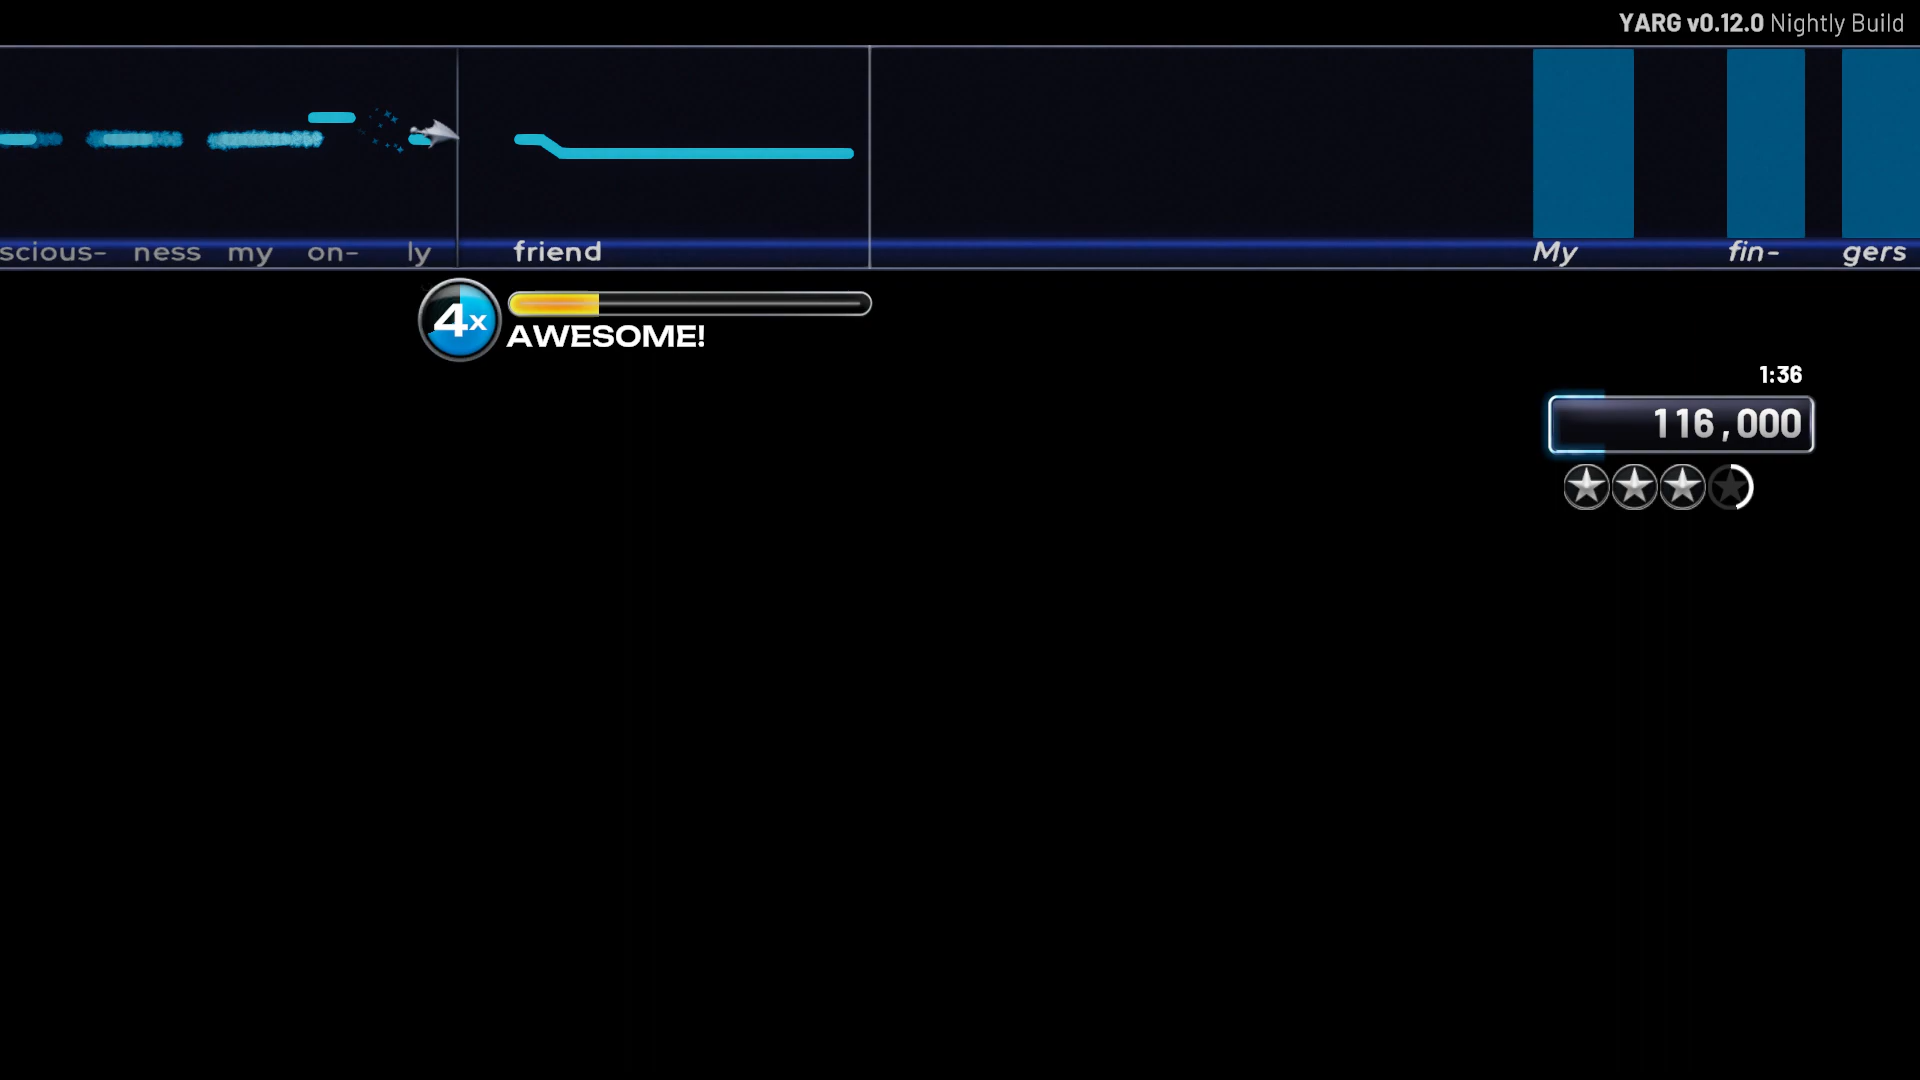 YARG v0.12.0 Nightly Build
scious- ness my on- ly friend My fin- gers
4x
AWESOME!
1:36
116,000